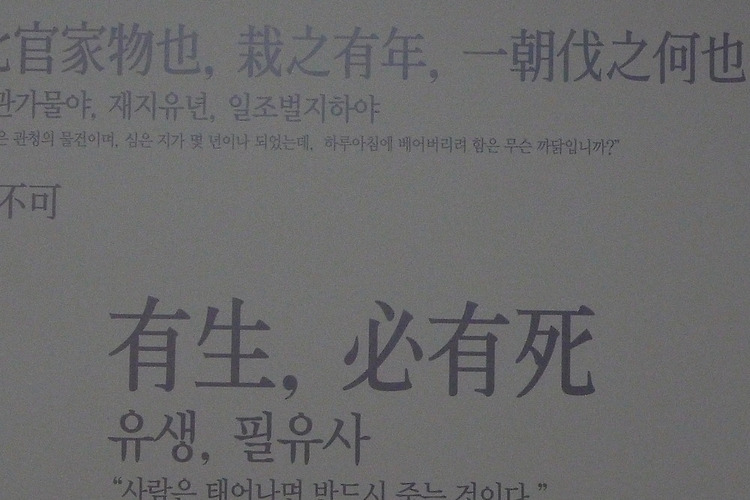 官家物也, 栽之有年, 一朝伐之何也
관가물야, 재지유년, 일조벌지하야
은 관청의 물건이며, 심은 지가 몇 년이나 되었는데, 하루아침에 베어버리려 함은 무슨 까닭입니까?”
不可
有生, 必有死
유생, 필유사
“사람은 태어나면 반드시 죽는 것이다.”